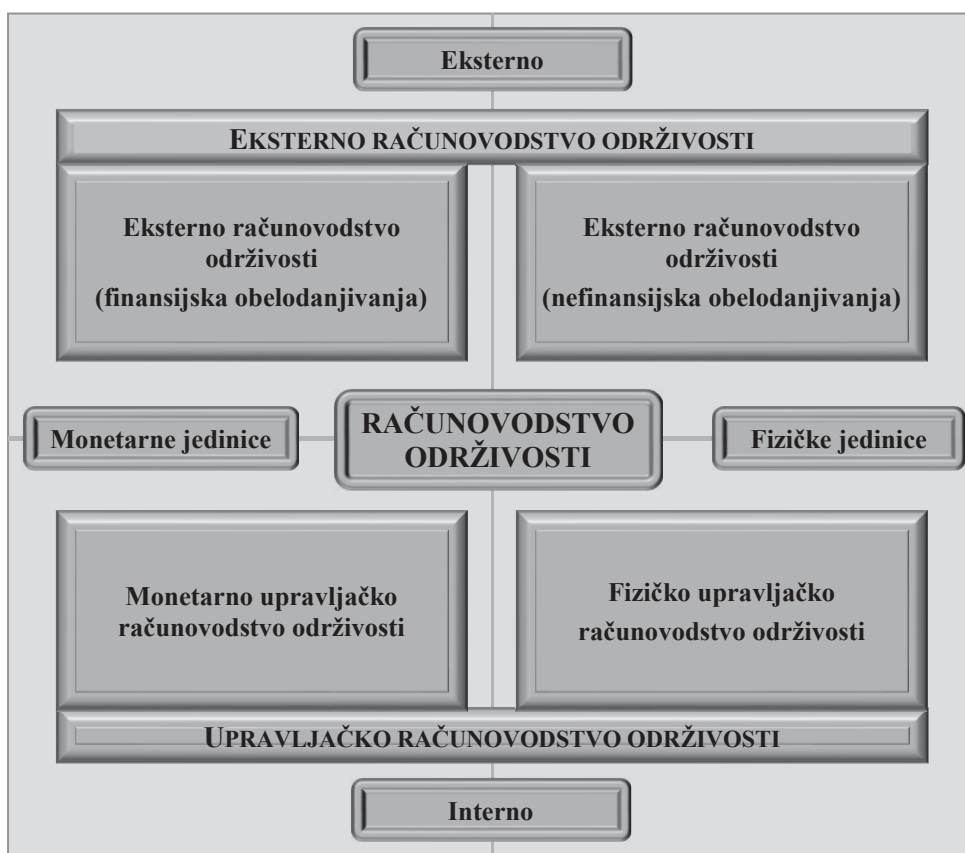 Eksterno
EKSTERNO RAČUNOVODSTVO ODRŽIVOSTI
Eksterno računovodstvo
održivosti
(finansijska obelodanjivanja)
Eksterno računovodstvo
održivosti
(nefinansijska obelodanjivanja)
Monetarne jedinice
RAČUNOVODSTVO
ODRŽIVOSTI
Fizičke jedinice
Monetarno upravljačko
računovodstvo održivosti
Fizičko upravljačko
računovodstvo održivosti
UPRAVLJAČKO RAČUNOVODSTVO ODRŽIVOSTI
Interno